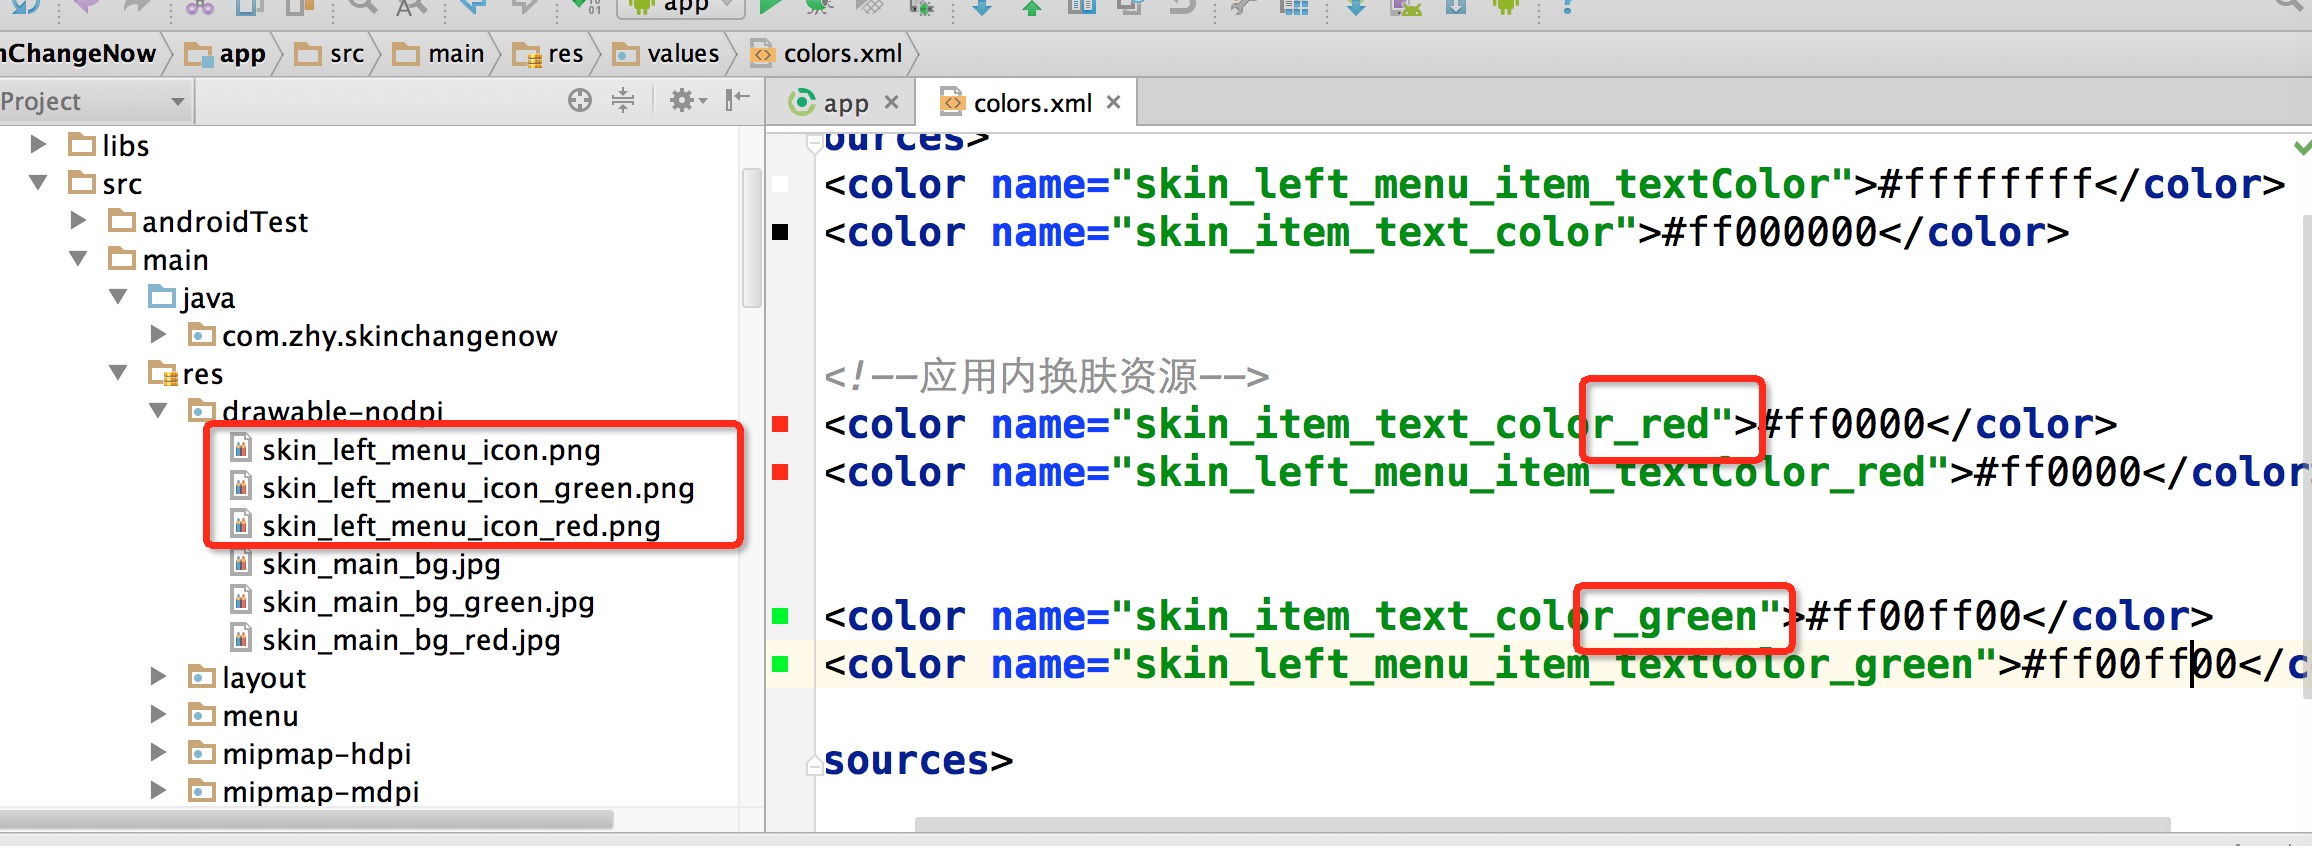 app
nChangeNow app src main res values colors.xml
Project
app colors.xml
libs
src
androidTest
main
java
com.zhy.skinchangenow
res
drawable-nodpi
skin_left_menu_icon.png
skin_left_menu_icon_green.png
skin_left_menu_icon_red.png
skin_main_bg.jpg
skin_main_bg_green.jpg
skin_main_bg_red.jpg
layout
menu
mipmap-hdpi
mipmap-mdpi
ources>
<color name="skin_left_menu_item_textColor">#ffffffff</color>
<color name="skin_item_text_color">#ff000000</color>
<!--应用内换肤资源-->
<color name="skin_item_text_color_red">#ff0000</color>
<color name="skin_left_menu_item_textColor_red">#ff0000</color
<color name="skin_item_text_color_green">#ff00ff00</color>
<color name="skin_left_menu_item_textColor_green">#ff00ff00</c
sources>